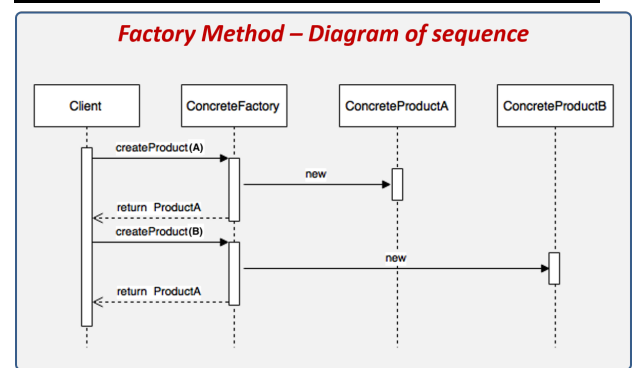 Factory Method – Diagram of sequence
Client
ConcreteFactory
ConcreteProductA
ConcreteProductB
createProduct(A)
new
return ProductA
createProduct(B)
new
return ProductA